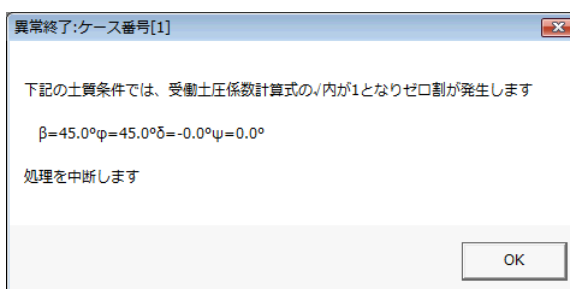 異常終了:ケース番号[1]
下記の土質条件では、受働土圧係数計算式の√内が1となりゼロ割が発生します
β=45.0°φ=45.0°δ=-0.0°ψ=0.0°
処理を中断します
OK